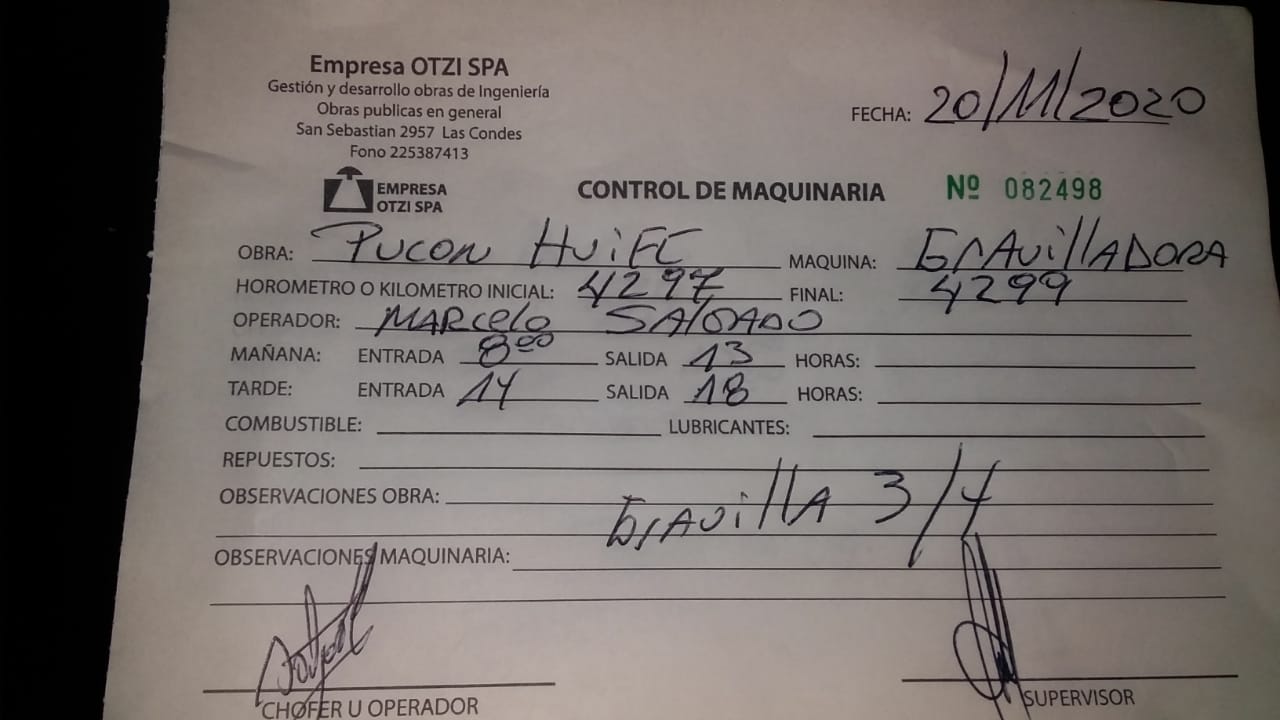 Empresa OTZI SPA
Gestión y desarrollo obras de Ingeniería
Obras publicas en general
San Sebastian 2957 Las Condes
Fono 225387413
FECHA: 20/11/2020
EMPRESA
OTZI SPA
CONTROL DE MAQUINARIA Nº 082498
OBRA: PUCON HUiFE MAQUINA: GRAVillADORA
HOROMETRO O KILOMETRO INICIAL: 4297 FINAL: 4299
OPERADOR: MARCelo SALGADO
MAÑANA: ENTRADA 8:00 SALIDA 13 HORAS:
TARDE: ENTRADA 14 SALIDA 18 HORAS:
COMBUSTIBLE: LUBRICANTES:
REPUESTOS:
OBSERVACIONES OBRA: GrAvillA 3/4
OBSERVACIONES MAQUINARIA:
CHOFER U OPERADOR SUPERVISOR